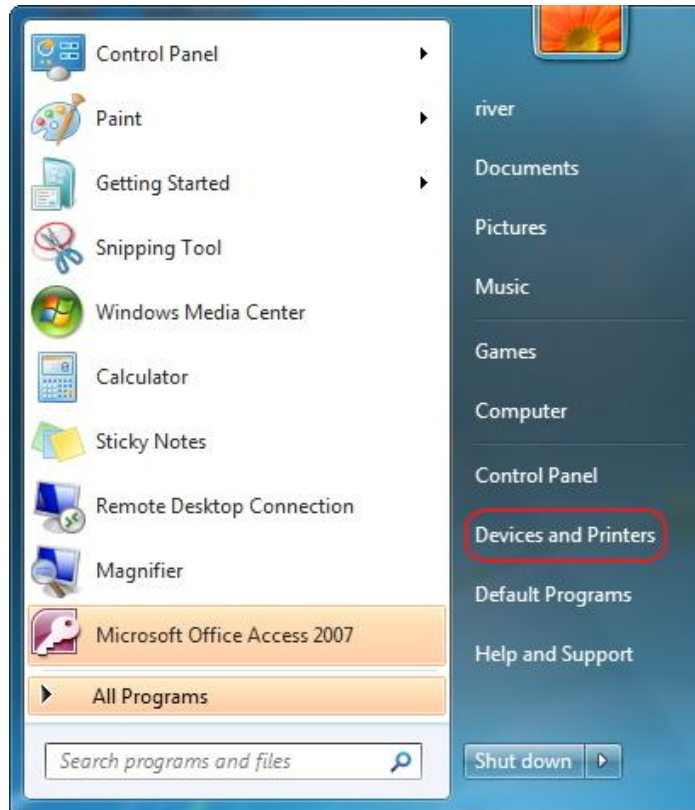 Control Panel
Paint
Getting Started
Snipping Tool
Windows Media Center
Calculator
Sticky Notes
Remote Desktop Connection
Magnifier
Microsoft Office Access 2007
All Programs
Search programs and files
river
Documents
Pictures
Music
Games
Computer
Control Panel
Devices and Printers
Default Programs
Help and Support
Shut down